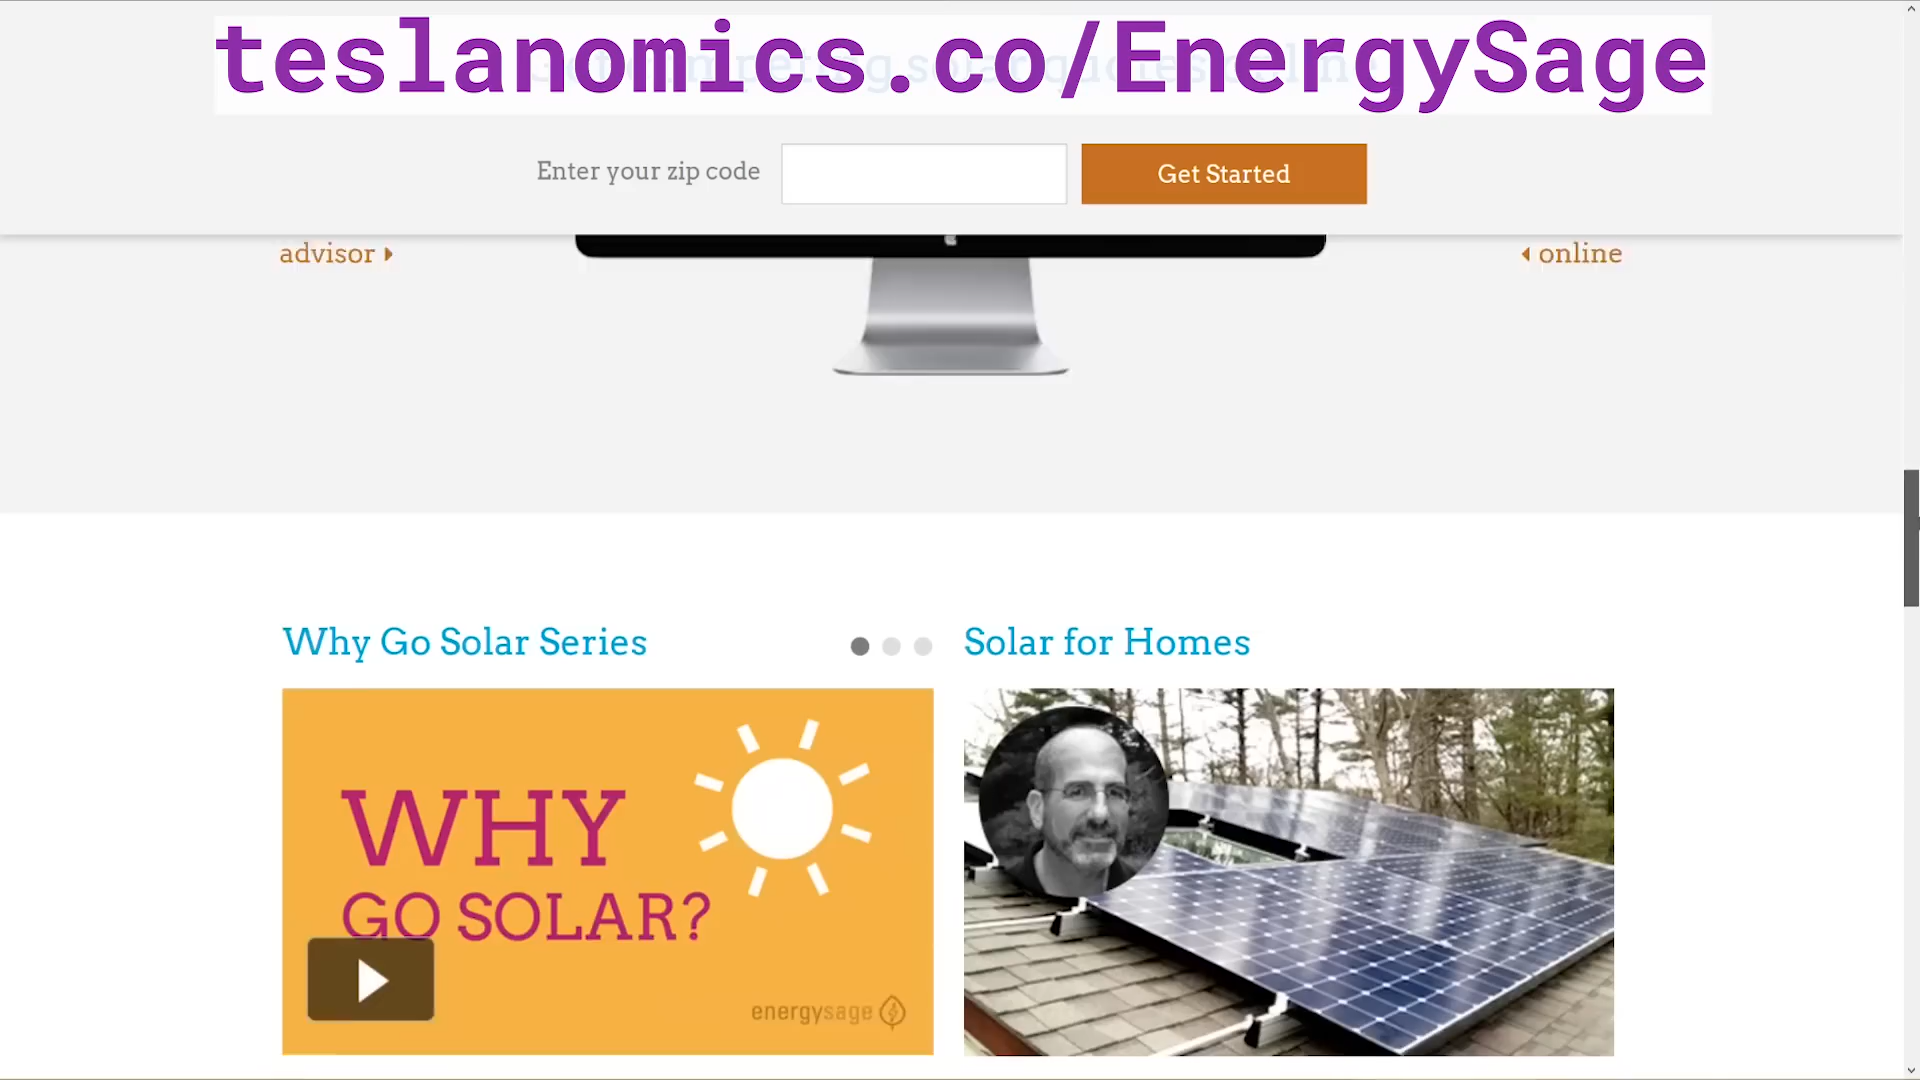 teslanomics.co/EnergySage
Enter your zip code
Get Started
advisor
online
Why Go Solar Series
Solar for Homes
WHY
GO SOLAR?
energysage